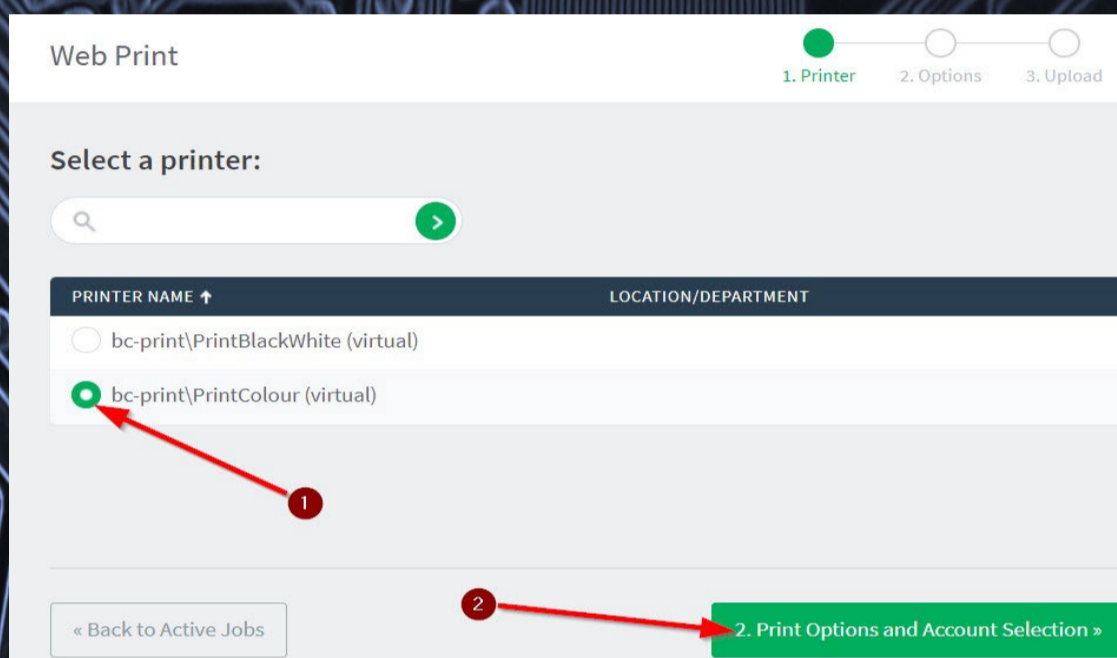 Web Print
1. Printer 2. Options 3. Upload
Select a printer:
PRINTER NAME ↑ LOCATION/DEPARTMENT
bc-print\PrintBlackWhite (virtual)
bc-print\PrintColour (virtual)
1
2
« Back to Active Jobs 2. Print Options and Account Selection »